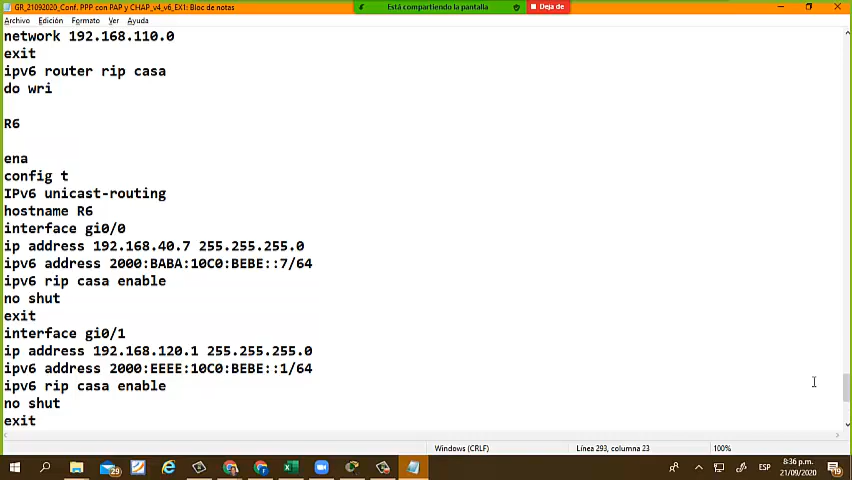 GR_21092020_Conf. PPP con PAP y CHAP_v4_v6_EX1: Bloc de notas
Está compartiendo la pantalla
Deja de
Archivo Edición Formato Ver Ayuda
network 192.168.110.0
exit
ipv6 router rip casa
do wri
R6
ena
config t
IPv6 unicast-routing
hostname R6
interface gi0/0
ip address 192.168.40.7 255.255.255.0
ipv6 address 2000:BABA:10C0:BEBE::7/64
ipv6 rip casa enable
no shut
exit
interface gi0/1
ip address 192.168.120.1 255.255.255.0
ipv6 address 2000:EEEE:10C0:BEBE::1/64
ipv6 rip casa enable
no shut
exit
Windows (CRLF) Línea 293, columna 23 100%
29
ESP
8:36 p.m.
21/09/2020
19